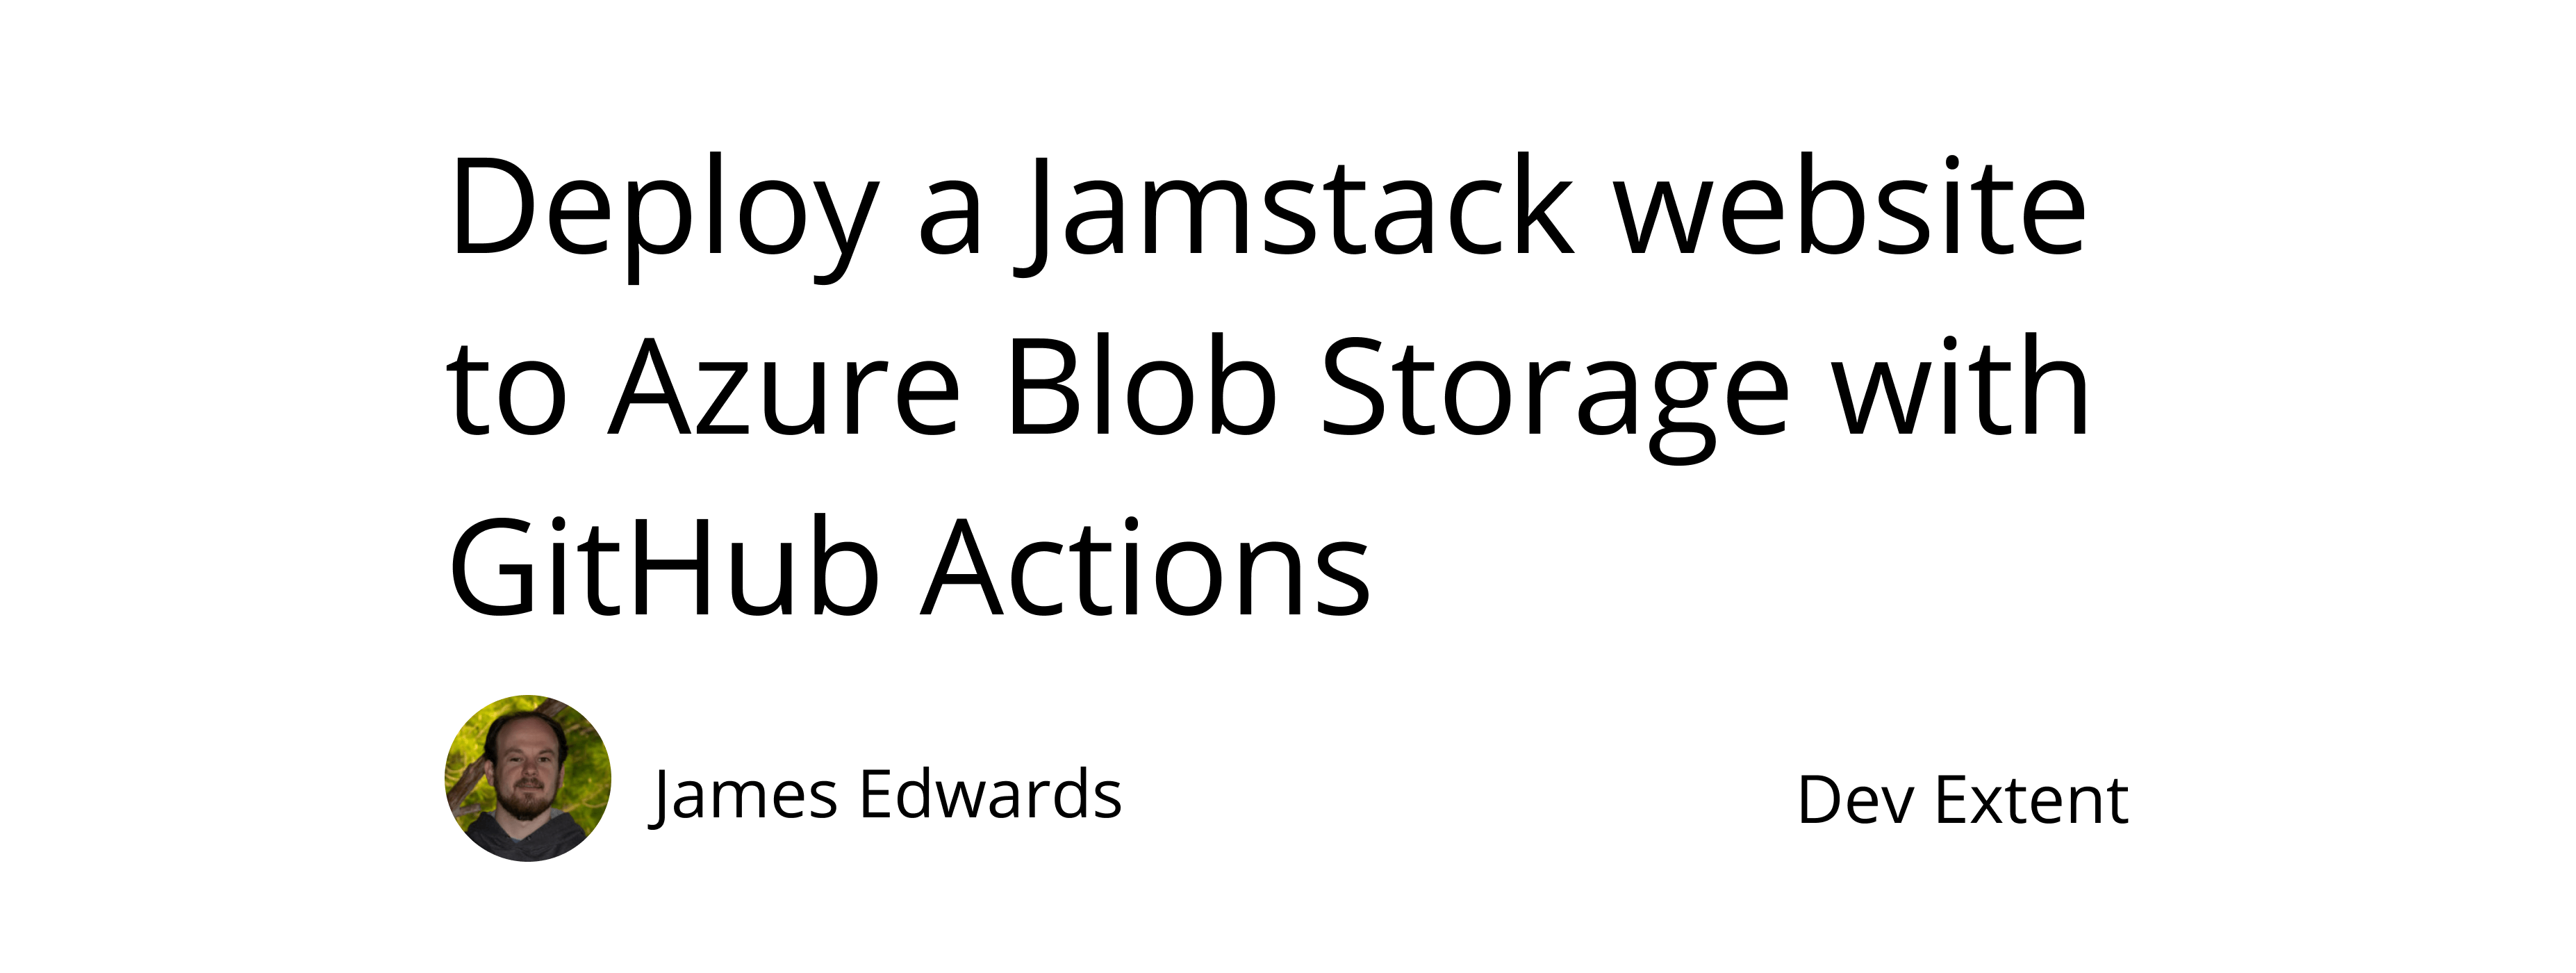 Deploy a Jamstack website
to Azure Blob Storage with
GitHub Actions
James Edwards
Dev Extent